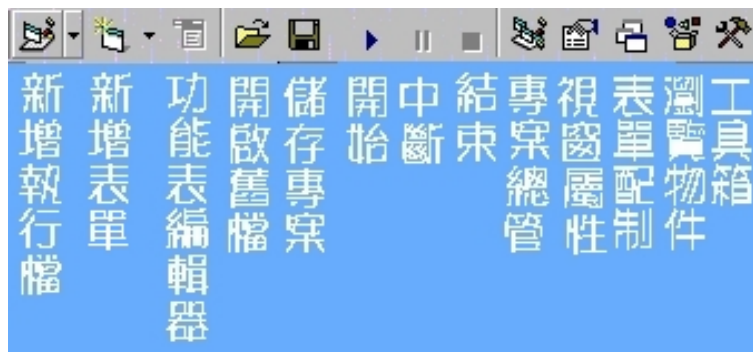 新增執行檔
新增表單
功能表編輯器
開啟舊檔
儲存專案
開始
中斷
結束
專案總管
視窗屬性
表單配制
瀏覽物件
工具箱